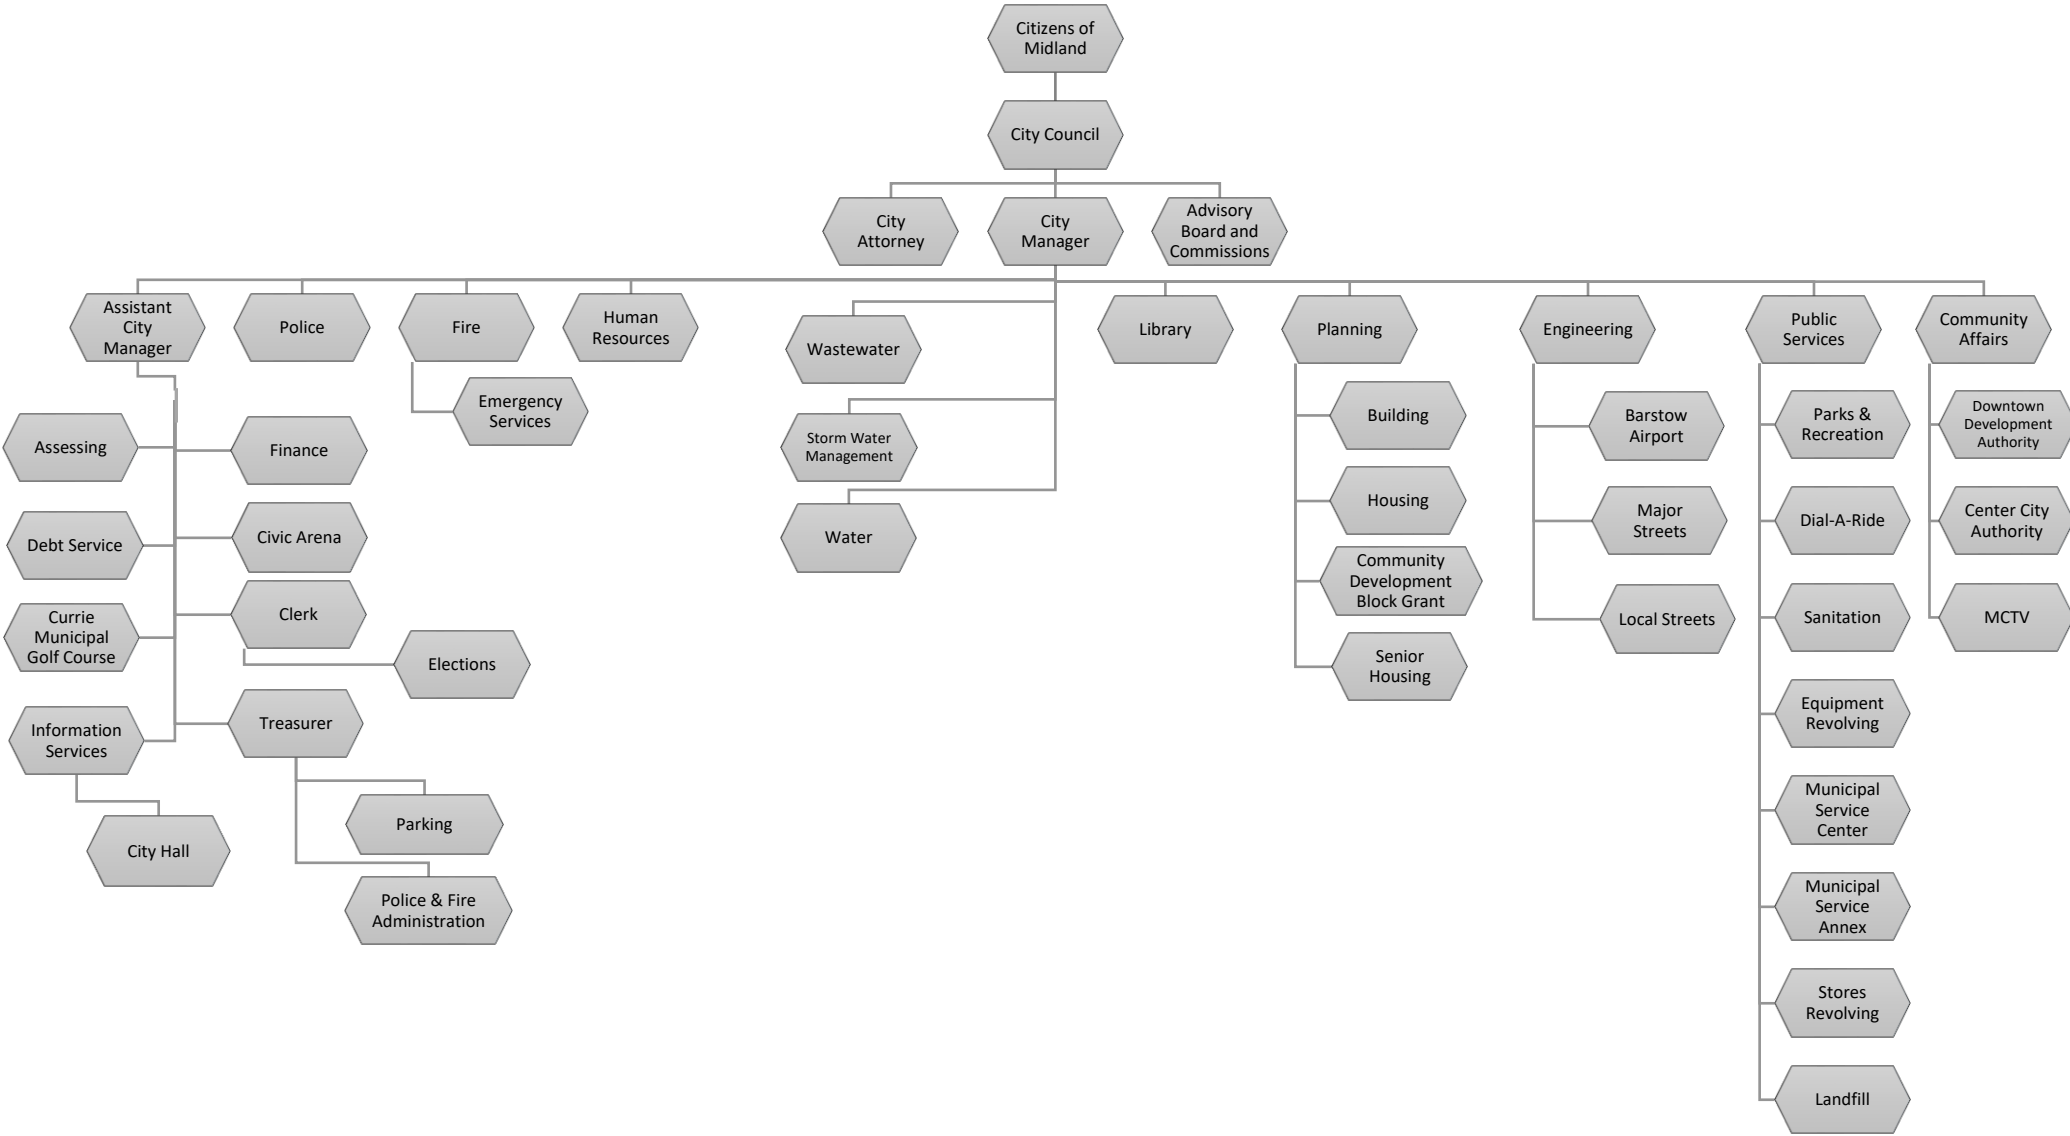 Citizens of
Midland
City Council
City
Attorney
City
Manager
Advisory
Board and
Commissions
Assistant
City
Manager
Police
Fire
Human
Resources
Wastewater
Library
Planning
Engineering
Public
Services
Community
Affairs
Emergency
Services
Assessing
Finance
Debt Service
Civic Arena
Currie
Municipal
Golf Course
Clerk
Elections
Information
Services
Treasurer
City Hall
Parking
Police & Fire
Administration
Storm Water
Management
Water
Building
Housing
Community
Development
Block Grant
Senior
Housing
Barstow
Airport
Major
Streets
Local Streets
Parks &
Recreation
Dial-A-Ride
Sanitation
Equipment
Revolving
Municipal
Service
Center
Municipal
Service
Annex
Stores
Revolving
Landfill
Downtown
Development
Authority
Center City
Authority
MCTV